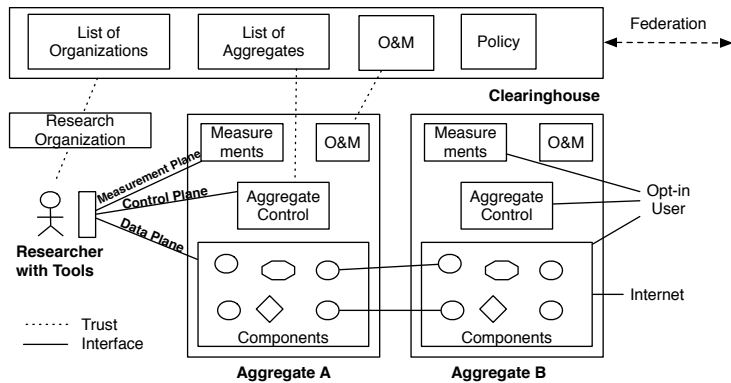 List of
Organizations
List of
Aggregates
O&M
Policy
Federation
Clearinghouse
Research
Organization
Measure
ments
O&M
Measure
ments
O&M
Measurement Plane
Control Plane
Data Plane
Aggregate
Control
Aggregate
Control
Opt-in
User
Researcher
with Tools
Internet
Components
Components
Trust
Interface
Aggregate A
Aggregate B